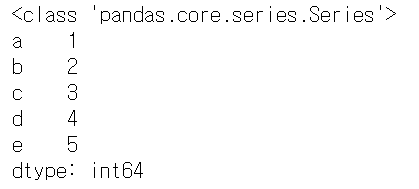 <class 'pandas.core.series.Series'>
a    1
b    2
c    3
d    4
e    5
dtype: int64